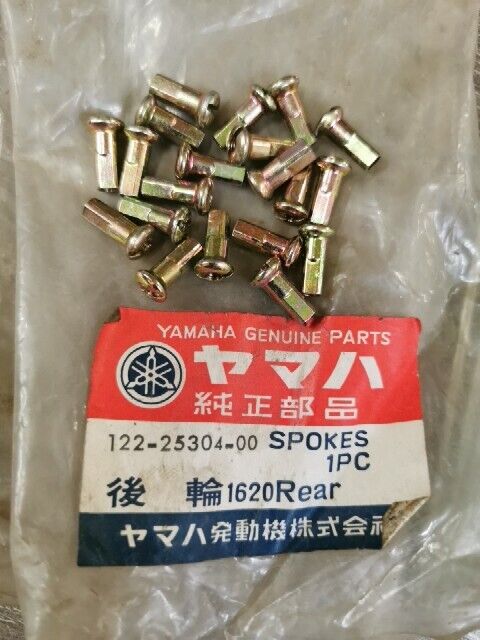 YAMAHA GENUINE PARTS
ヤマハ
純正部品
122-25304-00 SPOKES
1PC
後 輪 1620Rear
ヤマハ発動機株式会社